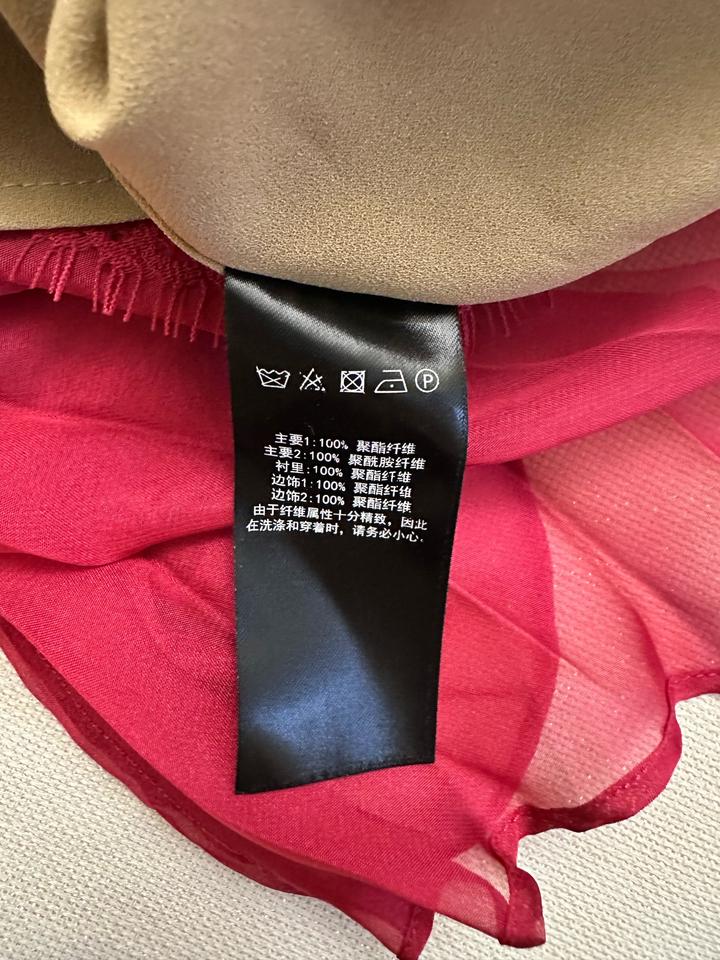 P
主要1:100% 聚酯纤维
主要2:100% 聚酰胺纤维
衬里:100% 聚酯纤维
边饰1:100% 聚酯纤维
边饰2:100% 聚酯纤维
由于纤维属性十分精致，因此
在洗涤和穿着时，请务必小心.